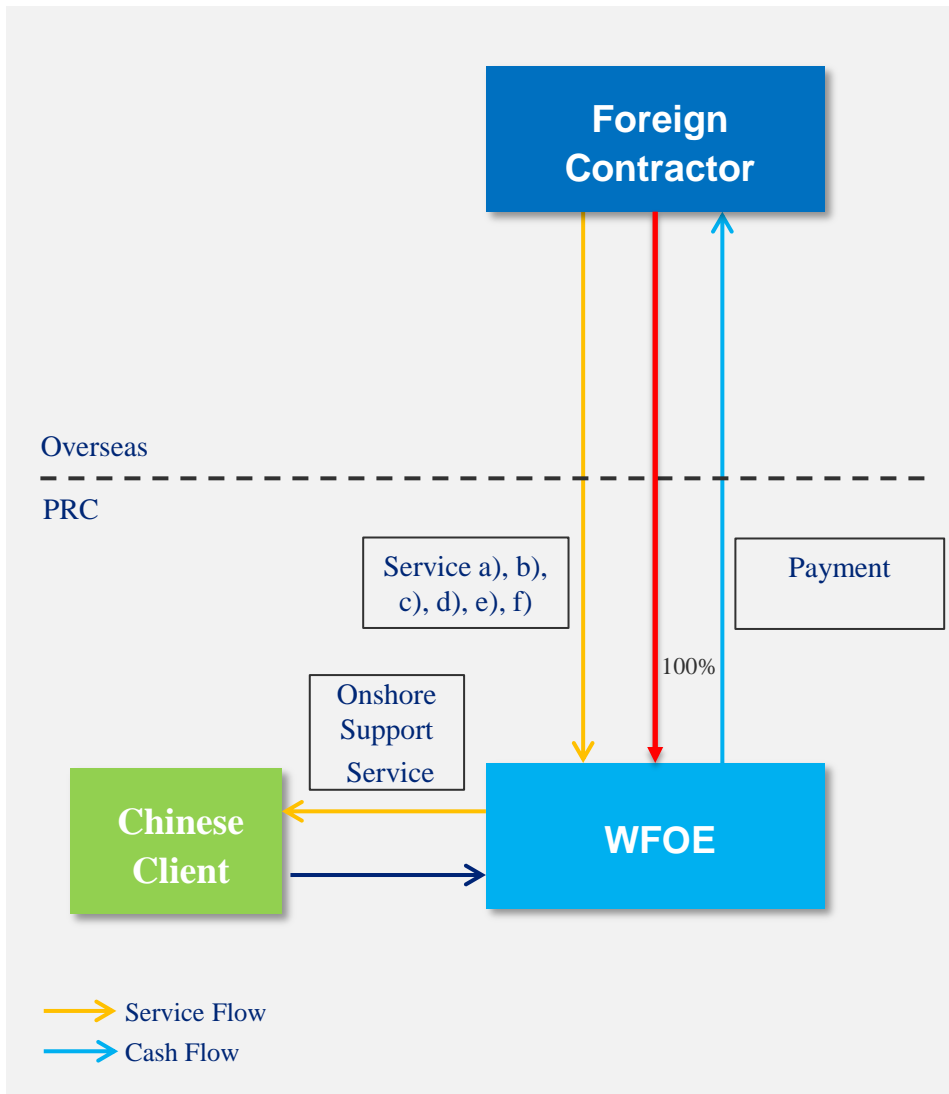 Foreign
Contractor
Overseas
PRC
Service a), b),
c), d), e), f)
Payment
100%
Onshore
Support
Service
Chinese
Client
WFOE
Service Flow
Cash Flow